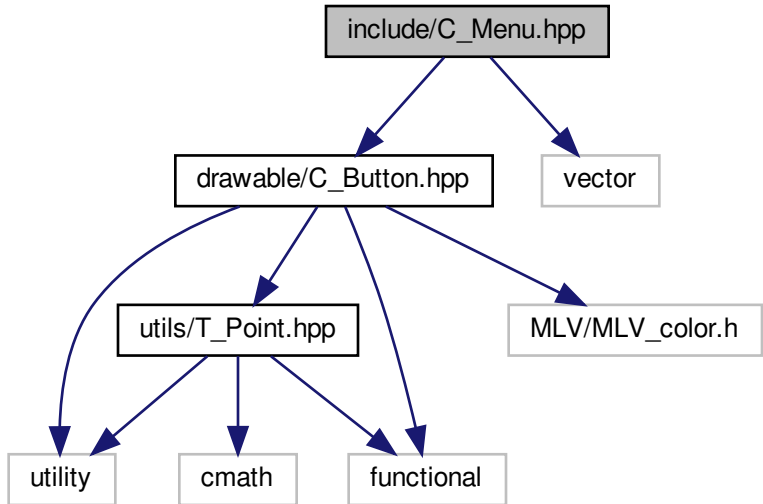 include/C_Menu.hpp
drawable/C_Button.hpp
vector
utils/T_Point.hpp
MLV/MLV_color.h
utility
cmath
functional